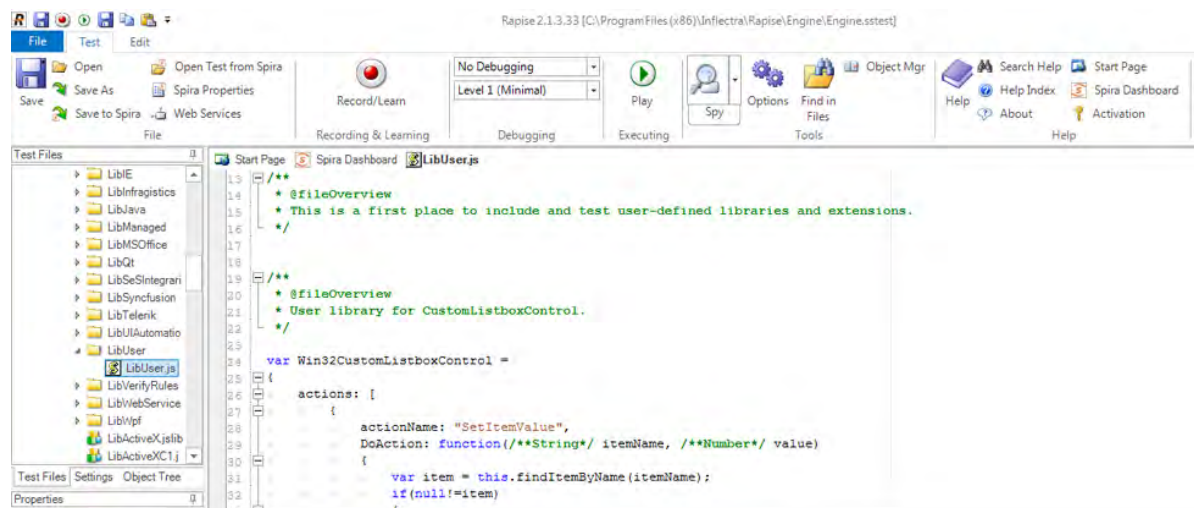 Rapise 2.1.3.33 [C:\Program Files (x86)\Inflectra\Rapise\Engine\Engine.sstest]
File Test Edit
Save
Open
Save As
Save to Spira
Open Test from Spira
Spira Properties
Web Services
File
Record/Learn
Recording & Learning
No Debugging
Level 1 (Minimal)
Debugging
Play
Executing
Spy
Options
Find in
Files
Object Mgr
Tools
Help
Search Help
Help Index
About
Start Page
Spira Dashboard
Activation
Help
Test Files
LibIE
LibInfragistics
LibJava
LibManaged
LibMSOffice
LibQt
LibSeSIntegrari
LibSyncfusion
LibTelerik
LibUIAutomatio
LibUser
LibUser.js
LibVerifyRules
LibWebService
LibWpf
LibActiveX.jslib
LibActiveXC1.j
Test Files Settings Object Tree
Properties
Start Page Spira Dashboard LibUser.js
13 /**
14 * @fileOverview
15 * This is a first place to include and test user-defined libraries and extensions.
16 */
17
18
19 /**
20 * @fileOverview
21 * User library for CustomListboxControl.
22 */
23
24 var Win32CustomListboxControl =
25 {
26 actions: [
27 {
28 actionName: "SetItemValue",
29 DoAction: function(/**String*/ itemName, /**Number*/ value)
30 {
31 var item = this.findItemByName(itemName);
32 if(null!=item)